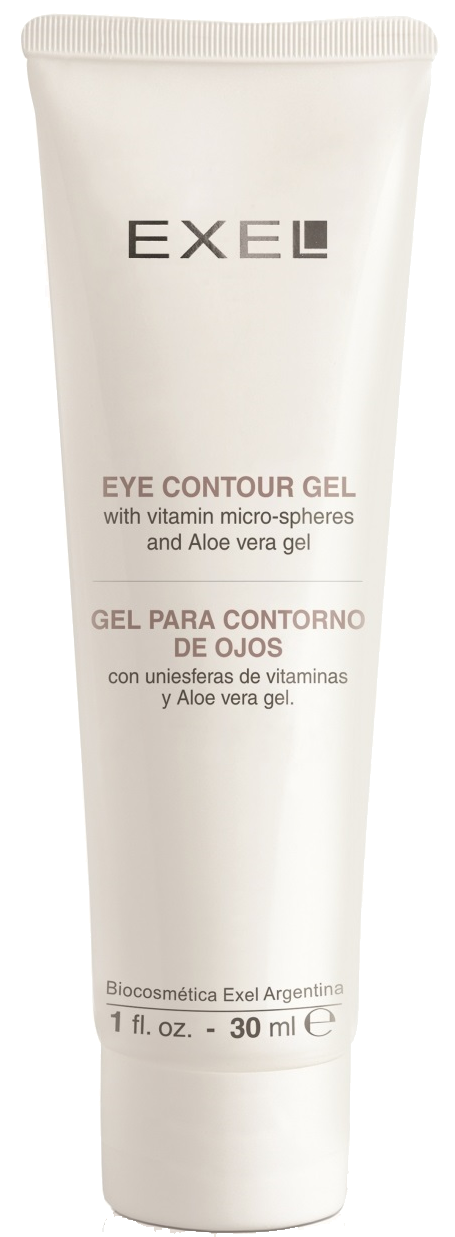 EXEL
EYE CONTOUR GEL
with vitamin micro-spheres
and Aloe vera gel
GEL PARA CONTORNO
DE OJOS
con uniesferas de vitaminas
y Aloe vera gel.
Biocosmética Exel Argentina
1 fl. oz. - 30 ml ℮